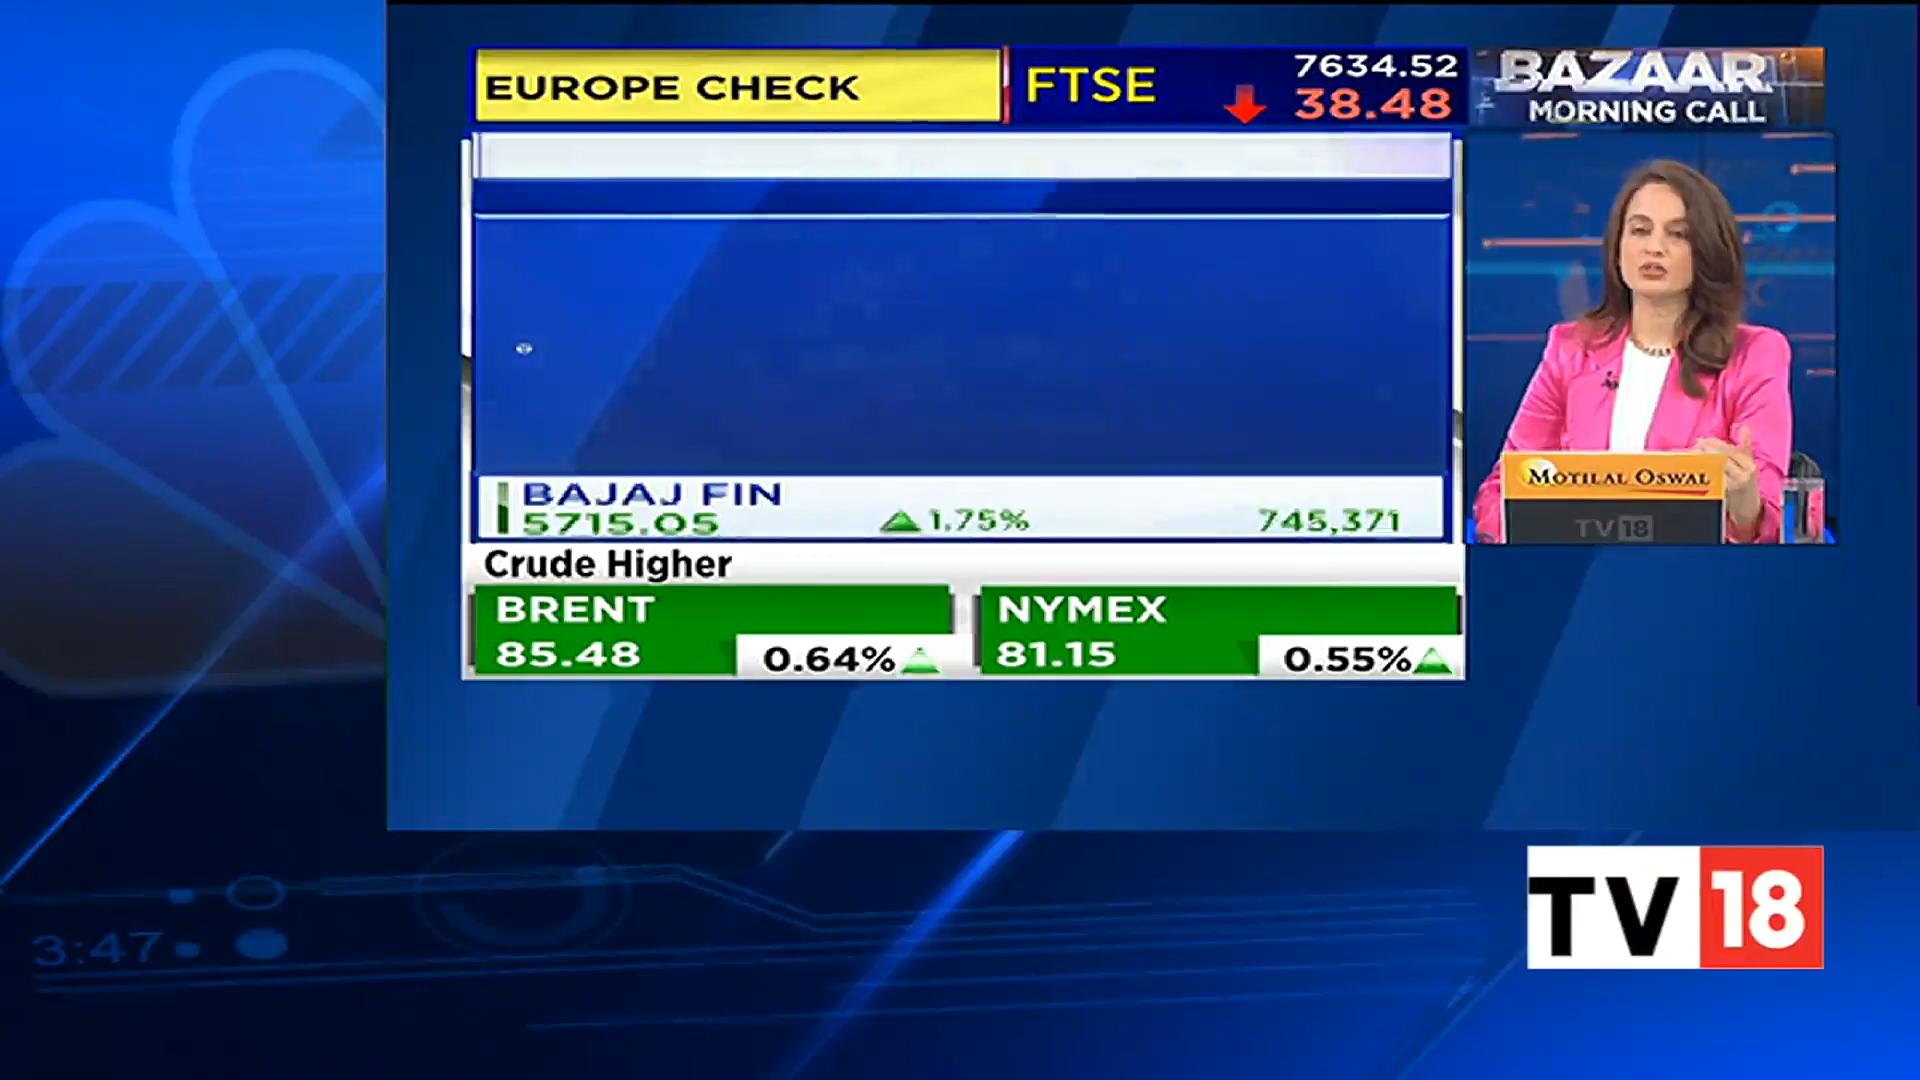 EUROPE CHECK
FTSE
7634.52
38.48
BAZAAR
MORNING CALL
BAJAJ FIN
5715.05
1.75%
745,371
MOTILAL OSWAL
TV18
Crude Higher
BRENT
85.48
0.64%
NYMEX
81.15
0.55%
TV18
3:47